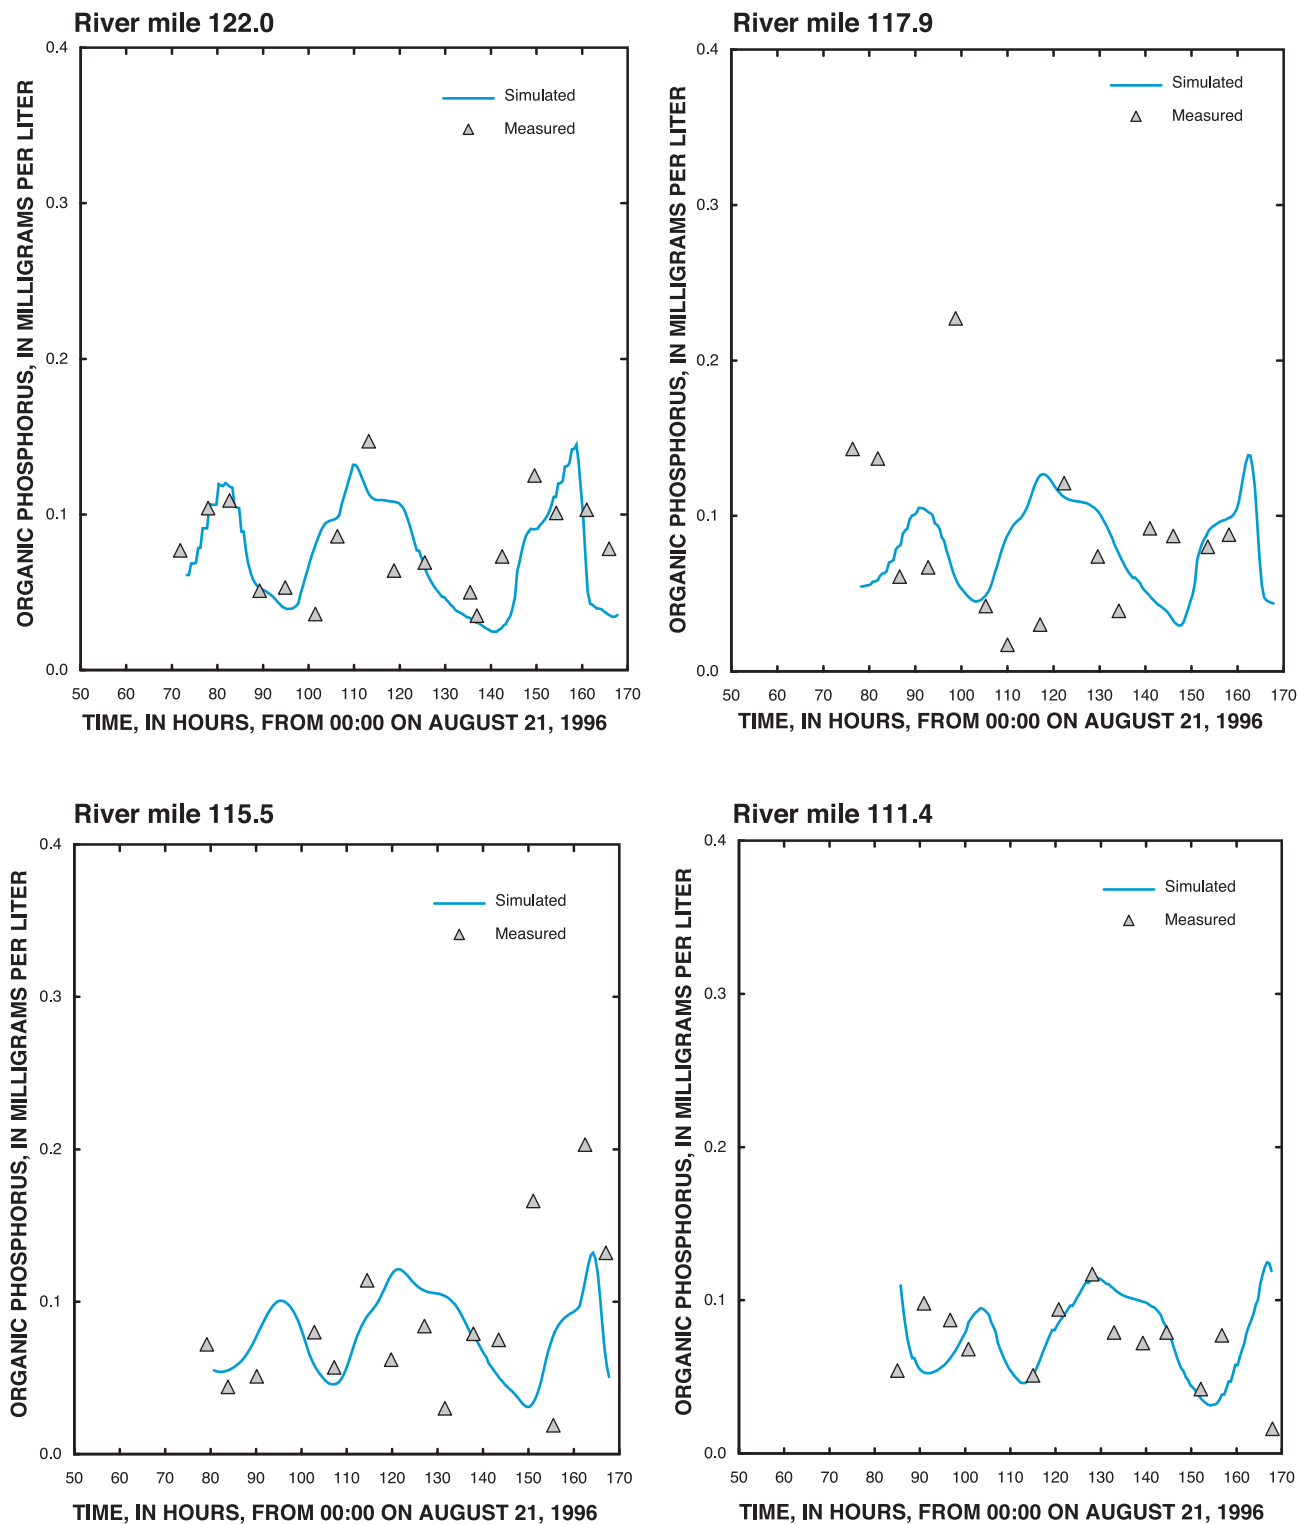 River mile 122.0
0.4
0.3
0.2
0.1
0.0
ORGANIC PHOSPHORUS, IN MILLIGRAMS PER LITER
Simulated
Measured
50 60 70 80 90 100 110 120 130 140 150 160 170
TIME, IN HOURS, FROM 00:00 ON AUGUST 21, 1996
River mile 117.9
0.4
0.3
0.2
0.1
0.0
ORGANIC PHOSPHORUS, IN MILLIGRAMS PER LITER
Simulated
Measured
50 60 70 80 90 100 110 120 130 140 150 160 170
TIME, IN HOURS, FROM 00:00 ON AUGUST 21, 1996
River mile 115.5
0.4
0.3
0.2
0.1
0.0
ORGANIC PHOSPHORUS, IN MILLIGRAMS PER LITER
Simulated
Measured
50 60 70 80 90 100 110 120 130 140 150 160 170
TIME, IN HOURS, FROM 00:00 ON AUGUST 21, 1996
River mile 111.4
0.4
0.3
0.2
0.1
0.0
ORGANIC PHOSPHORUS, IN MILLIGRAMS PER LITER
Simulated
Measured
50 60 70 80 90 100 110 120 130 140 150 160 170
TIME, IN HOURS, FROM 00:00 ON AUGUST 21, 1996